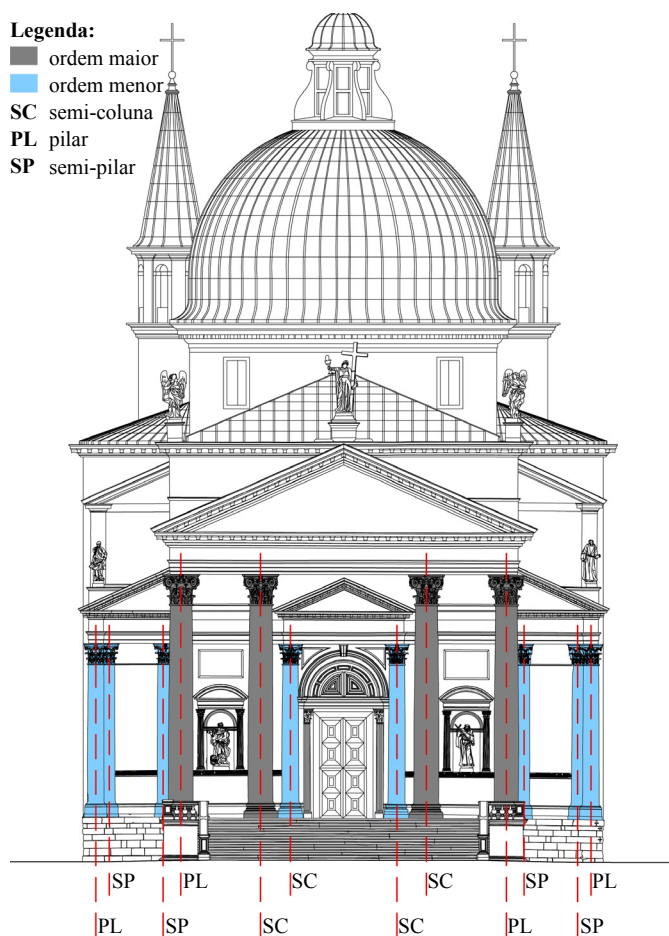 Legenda:
ordem maior
ordem menor
SC semi-coluna
PL pilar
SP semi-pilar
SP PL SC SC SP PL
PL SP SC SC PL SP